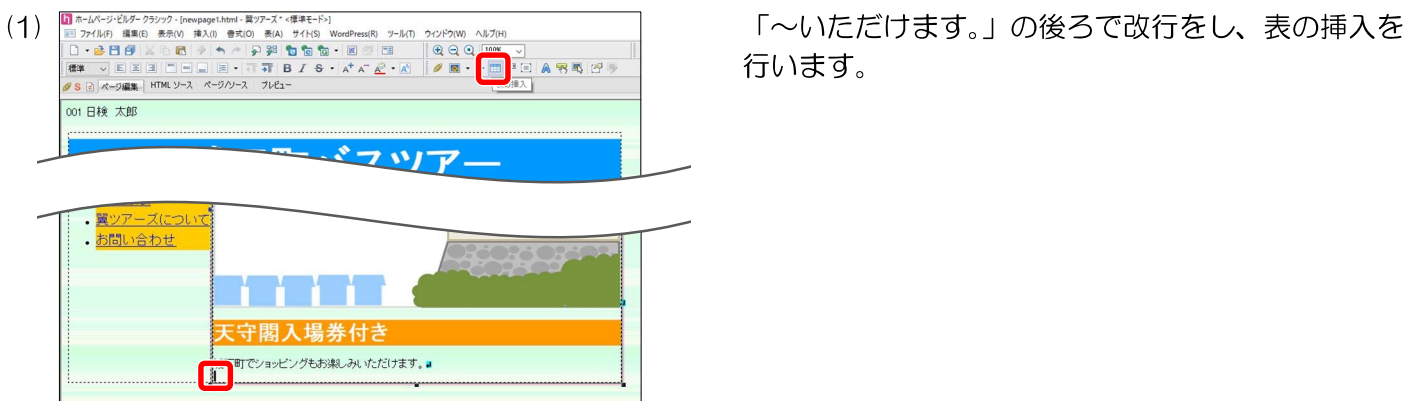 (1)
ホームページ・ビルダー クラシック - [newpage1.html - 翼ツアーズ * <標準モード>]
ファイル(F) 編集(E) 表示(V) 挿入(I) 書式(O) 表(A) サイト(S) WordPress(R) ツール(T) ウィンドウ(W) ヘルプ(H)
標準
ページ編集 HTML ソース ページ/ソース プレビュー
挿入
001 日検 太郎
町バスツアー
翼ツアーズについて
お問い合わせ
天守閣入場券付き
町でショッピングもお楽しみいただけます。
「～いただけます。」の後ろで改行をし、表の挿入を
行います。